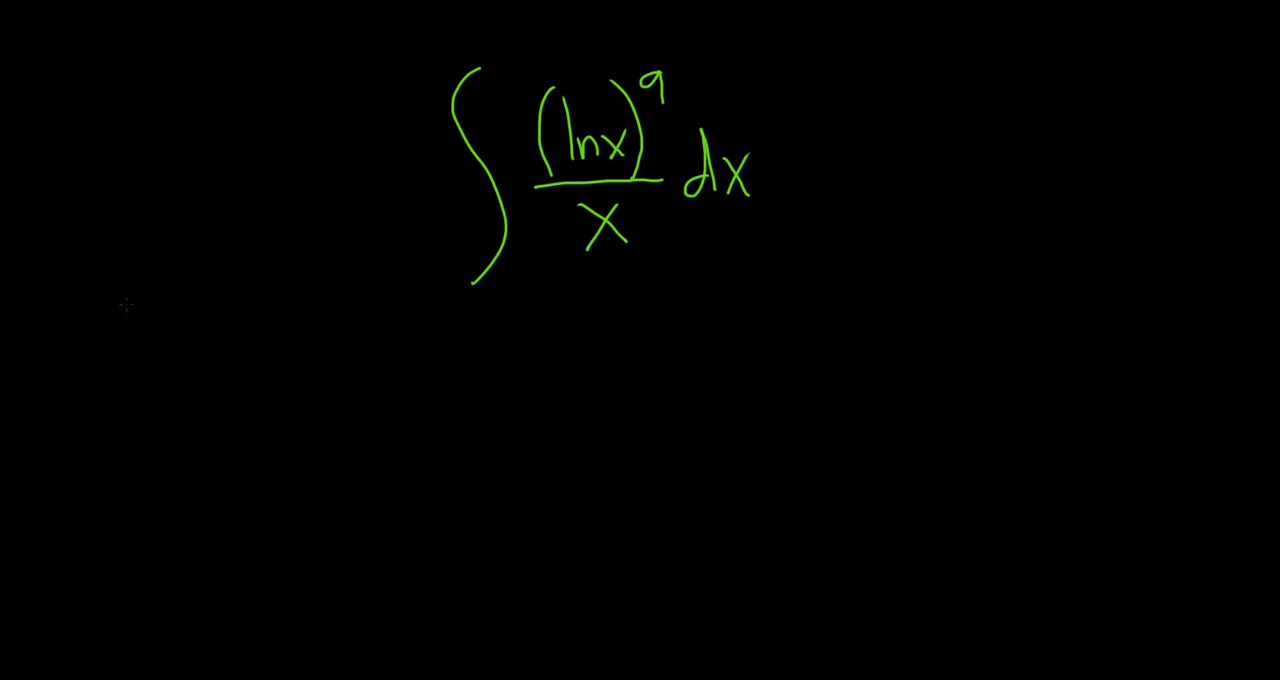 ∫ (lnx)^9 / x dx